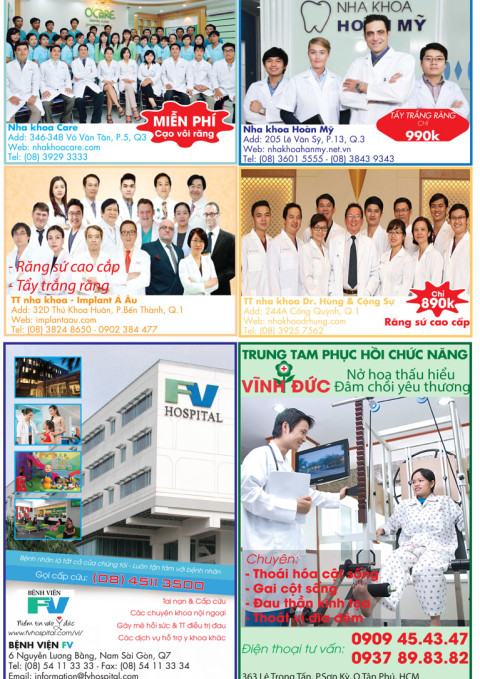 OCARE
Nha khoa Care
Add: 346-348 Võ Văn Tần, P.5, Q3
Web: nhakhoacare.com
Tel: (08) 3929 3333
MIỄN PHÍ
Cạo vôi răng
NHA KHOA
HOÀN MỸ
Nha khoa Hoàn Mỹ
Add: 205 Lê Văn Sỹ, P.13, Q.3
Web: nhakhoahanmy.net.vn
Tel: (08) 3601 5555 - (08) 3843 9343
TẨY TRẮNG RĂNG
CHỈ
990k
- Răng sứ cao cấp
- Tẩy trắng răng
TT nha khoa - Implant Á Âu
Add: 32D Thủ Khoa Huân, P.Bến Thành, Q.1
Web: implantaau.com
Tel: (08) 3824 8650 - 0902 384 477
TT nha khoa Dr. Hùng & Cộng Sự
Add: 244A Cống Quỳnh, Q.1
Web: nhakhoadrhung.com
Tel: (08) 3925 7562
Chỉ
890k
Răng sứ cao cấp
FV
HOSPITAL
Bệnh nhân là tất cả của chúng tôi - Luôn tận tâm với bệnh nhân
Gọi cấp cứu: (08) 4511 3500
BỆNH VIỆN
FV
Niềm tin vào Y đức
www.fvhospital.com/vi/
Tai nạn & Cấp cứu
Các chuyên khoa nội ngoại
Gây mê hồi sức & TT điều trị đau
Các dịch vụ hỗ trợ y khoa khác
BỆNH VIỆN FV
6 Nguyễn Lương Bằng, Nam Sài Gòn, Q7
Tel: (08) 54 11 33 33 - Fax: (08) 54 11 33 34
Email: information@fvhospital.com
TRUNG TAM PHỤC HỒI CHỨC NĂNG
VĨNH ĐỨC
Nở hoa thấu hiểu
Đâm chồi yêu thương
Chuyên:
- Thoái hóa cột sống
- Gai cột sống
- Đau thần kinh tọa
- Thoát vị đĩa đệm
Điện thoại tư vấn:
0909 45.43.47
0937 89.83.82
363 Lê Trọng Tấn, P.Sơn Kỳ, Q.Tân Phú, HCM